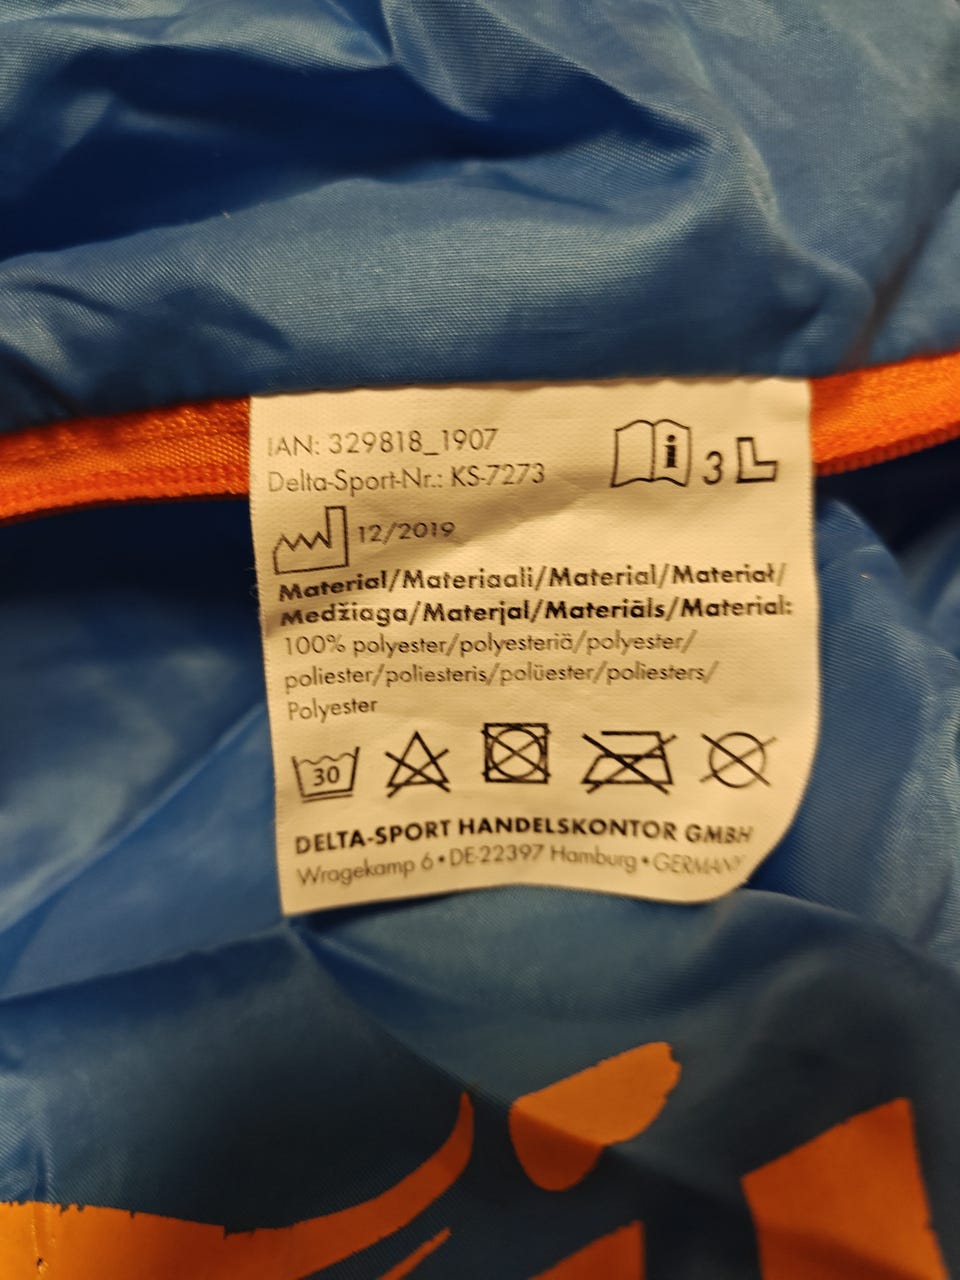 IAN: 329818_1907
Delta-Sport-Nr.: KS-7273
3 L
12/2019
Material/Materiaali/Material/Materiał/
Medžiaga/Materjal/Materiāls/Material:
100% polyester/polyesteriä/polyester/
poliester/poliesteris/polüester/poliesters/
Polyester
30
DELTA-SPORT HANDELSKONTOR GMBH
Wragekamp 6 • DE-22397 Hamburg • GERMANY